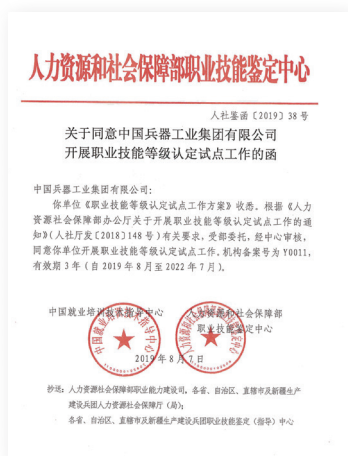 人力资源和社会保障部职业技能鉴定中心
人社鉴函〔2019〕38号
关于同意中国兵器工业集团有限公司
开展职业技能等级认定试点工作的函
中国兵器工业集团有限公司：
你单位《职业技能等级认定试点工作方案》收悉。根据《人力
资源社会保障部办公厅关于开展职业技能等级认定试点工作的通
知》（人社厅发〔2018〕148号）有关要求，受部委托，经中心审核，
同意你单位开展职业技能等级认定试点工作。机构备案号为Y0011，
有效期3年（自2019年8月至2022年7月）。
中国就业培训技术指导中心 人力资源和社会保障部
职业技能鉴定中心
2019年8月7日
抄送：人力资源社会保障部职业能力建设司，各省、自治区、直辖市及新疆生产
建设兵团人力资源社会保障厅（局）；
各省、自治区、直辖市及新疆生产建设兵团职业技能鉴定（指导）中心